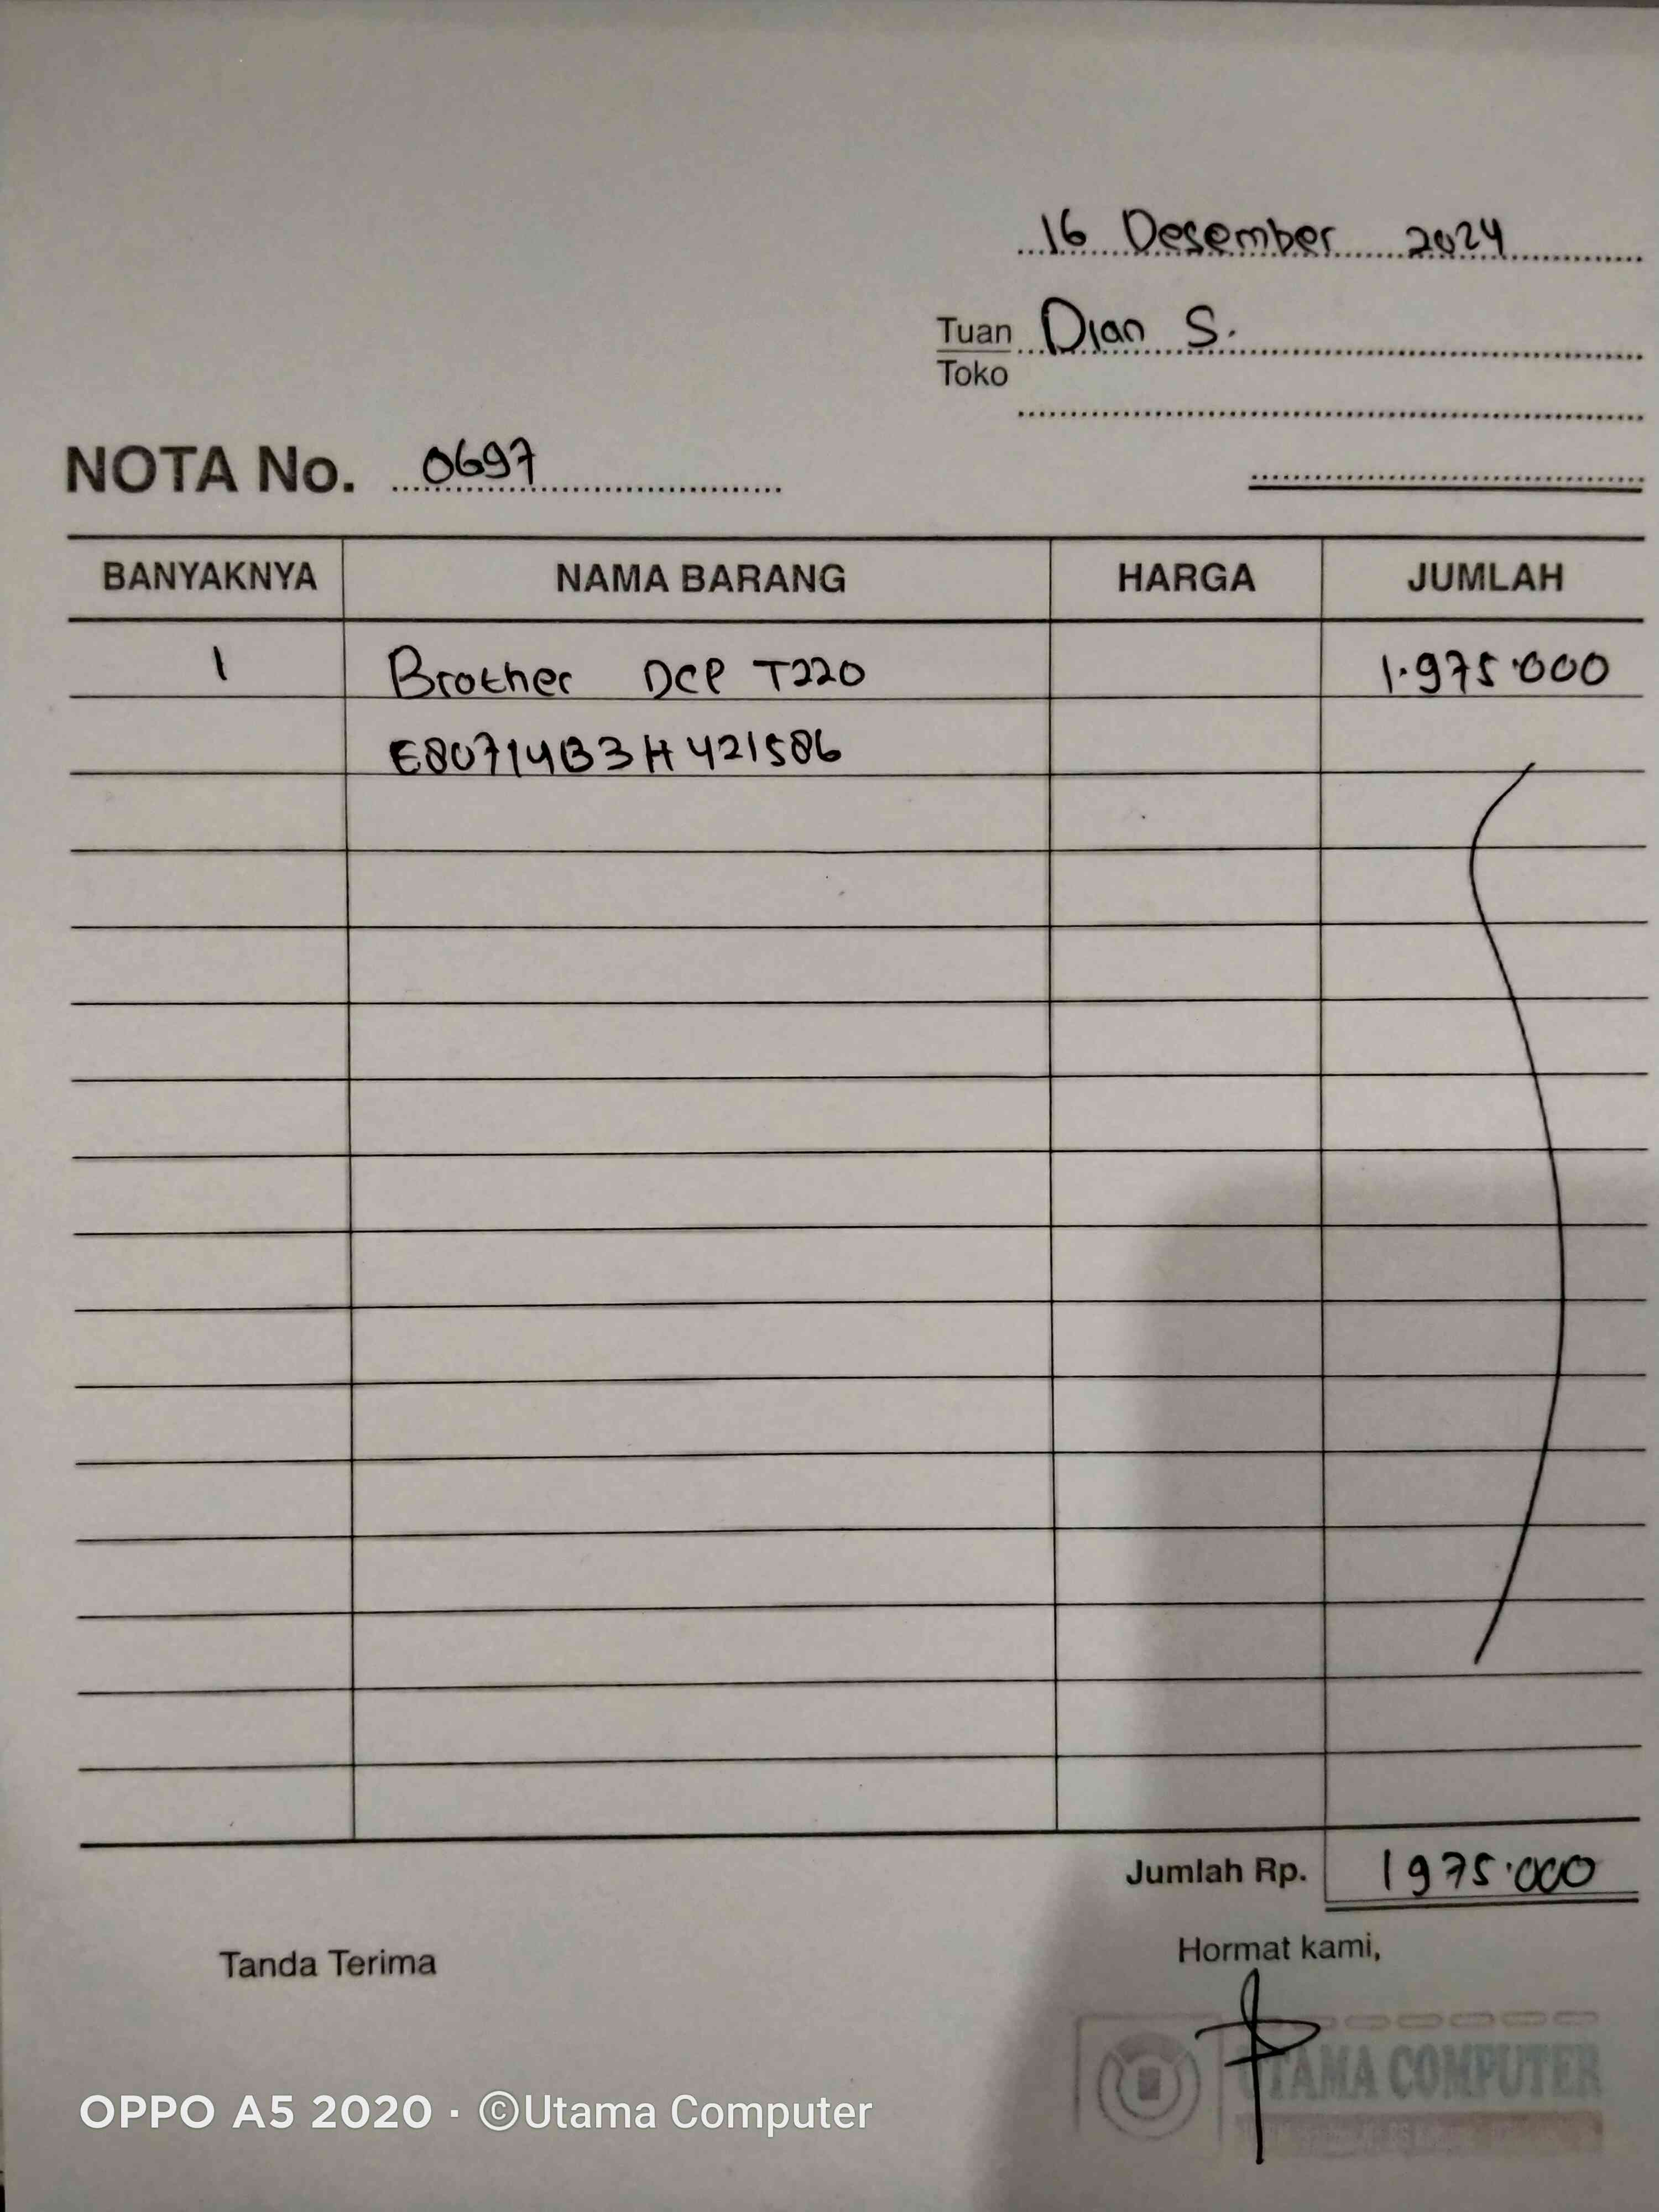 16 Desember 2024
Tuan Dian S.
Toko
NOTA No. 0697
BANYAKNYA NAMA BARANG HARGA JUMLAH
1 Brother DCP T220 1.975.000
E80714B3H421586
Jumlah Rp. 1975.000
Tanda Terima Hormat kami,
UTAMA COMPUTER
OPPO A5 2020 · ©Utama Computer